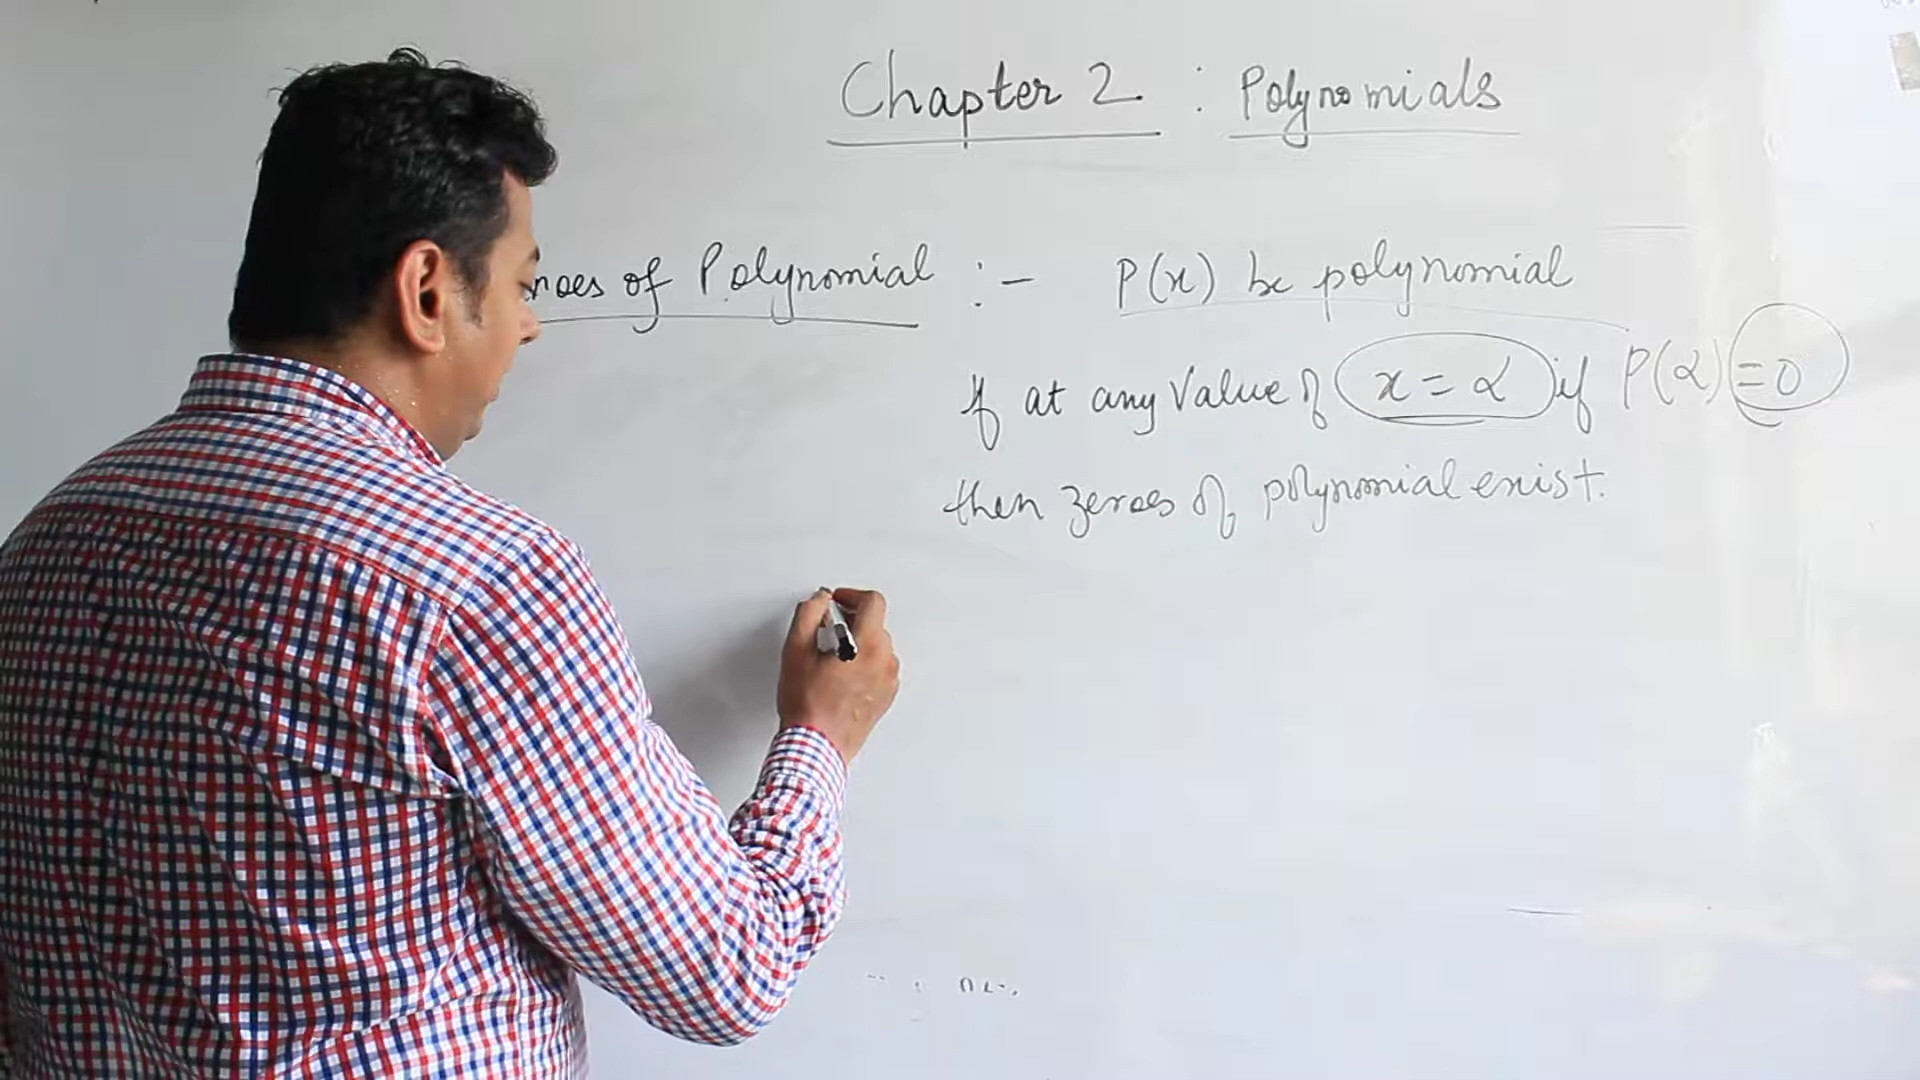 Chapter 2 : Polynomials
roes of Polynomial :- P(x) be polynomial
If at any Value of x = α if P(α) = 0
then zeroes of polynomial exist.